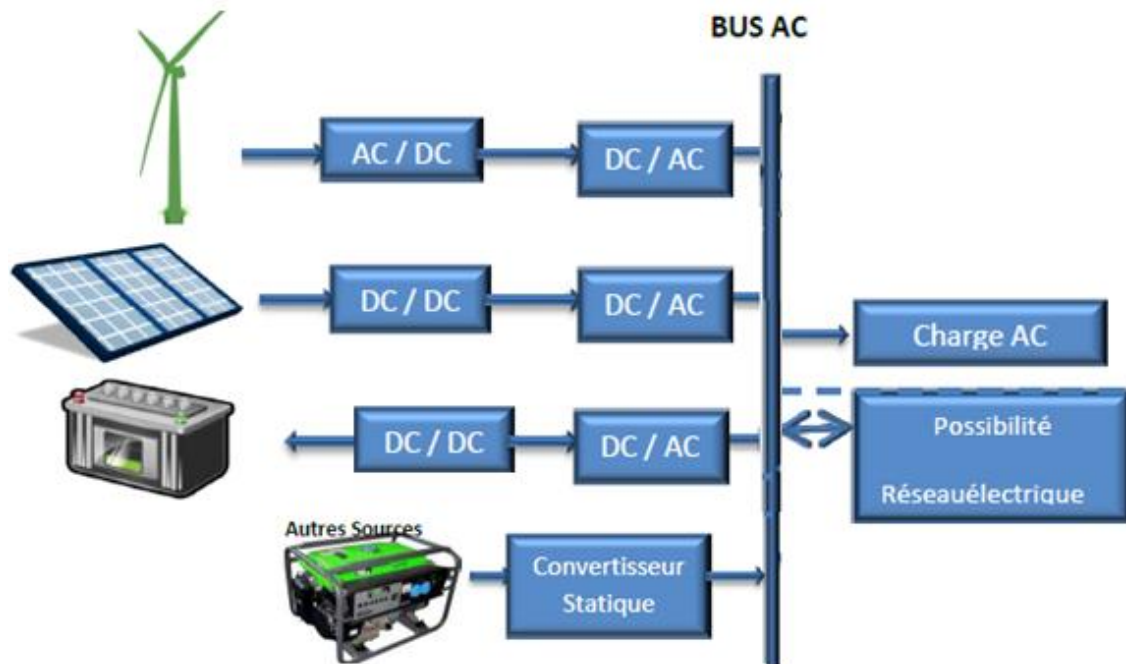 BUS AC
AC / DC
DC / AC
DC / DC
DC / AC
Charge AC
DC / DC
DC / AC
Possibilité
Réseauélectrique
Autres Sources
Convertisseur
Statique